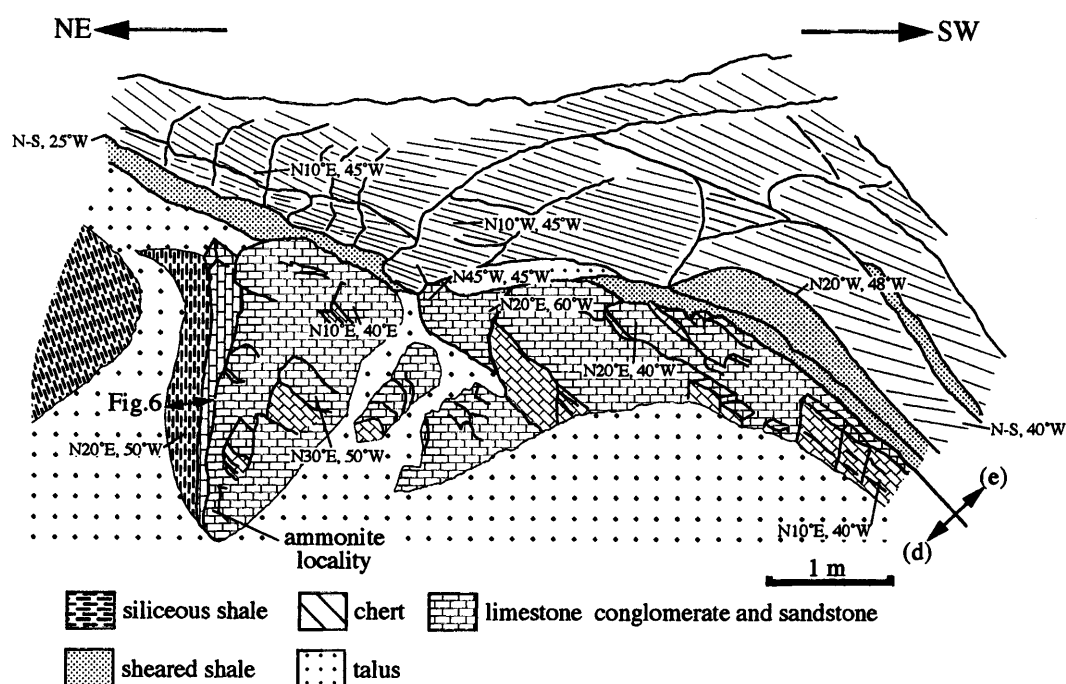 NE
SW
N-S, 25°W
N10°E, 45°W
N10°W, 45°W
N45°W, 45°W
N20°W, 48°W
N20°E, 60°W
N10°E, 40°E
N20°E, 40°W
Fig.6
N-S, 40°W
N20°E, 50°W
N30°E, 50°W
(e)
N10°E, 40°W
(d)
ammonite
locality
1 m
siliceous shale
chert
limestone conglomerate and sandstone
sheared shale
talus